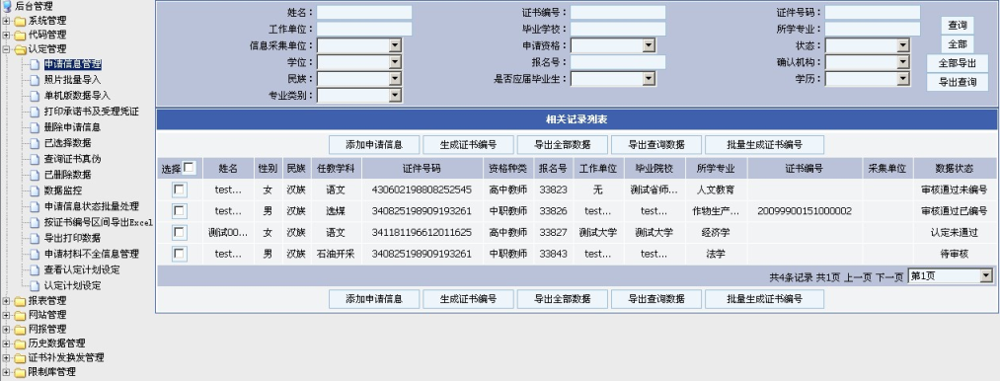 后台管理
系统管理
代码管理
认定管理
申请信息管理
照片批量导入
单机版数据导入
打印承诺书及受理凭证
删除申请信息
已选择数据
查询证书真伪
已删除数据
数据监控
申请信息状态批量处理
按证书编号区间导出Excel
导出打印数据
申请材料不全信息管理
查看认定计划设定
认定计划设定
报表管理
网站管理
网报管理
历史数据管理
证书补发换发管理
限制库管理
姓名： 证书编号： 证件号码：
工作单位： 毕业学校： 所学专业： 查询
信息采集单位： 申请资格： 状态： 全部
学位： 报名号： 确认机构： 全部导出
民族： 是否应届毕业生： 学历： 导出查询
专业类别：
相关记录列表
添加申请信息 生成证书编号 导出全部数据 导出查询数据 批量生成证书编号
选择 姓名 性别 民族 任教学科 证件号码 资格种类 报名号 工作单位 毕业院校 所学专业 证书编号 采集单位 数据状态
test... 女 汉族 语文 430602198808252545 高中教师 33823 无 测试省师... 人文教育 审核通过未编号
test... 男 汉族 选煤 340825198909193261 中职教师 33826 test... test... 作物生产... 20099900151000002 审核通过已编号
测试00... 女 汉族 语文 341181196612011625 高中教师 33827 测试大学 测试大学 经济学 认定未通过
test... 男 汉族 石油开采 340825198909193261 中职教师 33843 test... test... 法学 待审核
共4条记录 共1页 上一页 下一页 第1页
添加申请信息 生成证书编号 导出全部数据 导出查询数据 批量生成证书编号